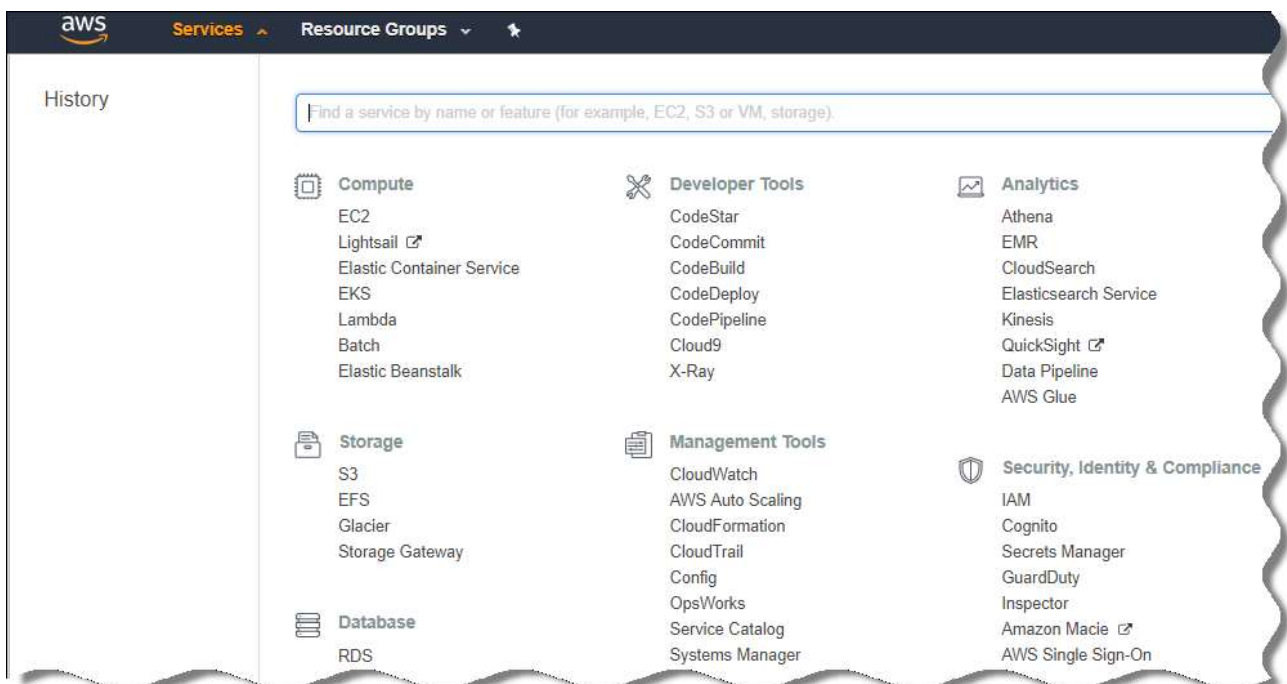 aws Services Resource Groups
History
Find a service by name or feature (for example, EC2, S3 or VM, storage).
Compute
EC2
Lightsail
Elastic Container Service
EKS
Lambda
Batch
Elastic Beanstalk
Storage
S3
EFS
Glacier
Storage Gateway
Database
RDS
Developer Tools
CodeStar
CodeCommit
CodeBuild
CodeDeploy
CodePipeline
Cloud9
X-Ray
Management Tools
CloudWatch
AWS Auto Scaling
CloudFormation
CloudTrail
Config
OpsWorks
Service Catalog
Systems Manager
Analytics
Athena
EMR
CloudSearch
Elasticsearch Service
Kinesis
QuickSight
Data Pipeline
AWS Glue
Security, Identity & Compliance
IAM
Cognito
Secrets Manager
GuardDuty
Inspector
Amazon Macie
AWS Single Sign-On